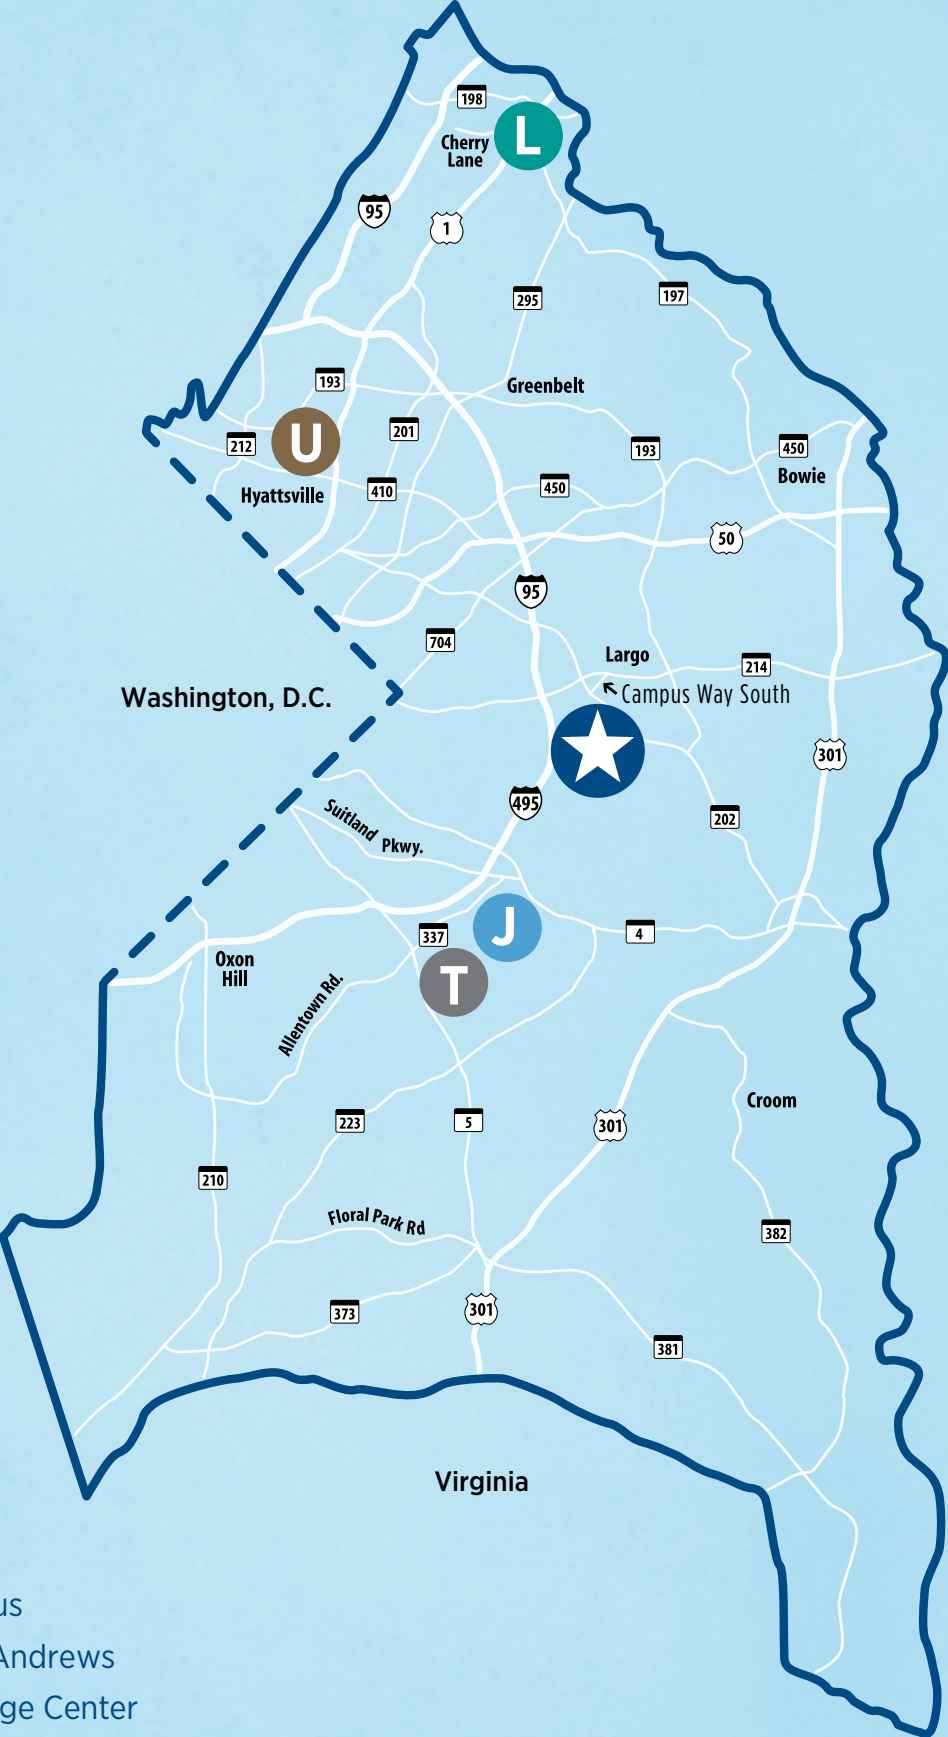 198
L
Cherry
Lane
95
1
295
197
193
Greenbelt
201
U
212
193
450
Bowie
410
450
Hyattsville
50
95
704
Largo
214
Campus Way South
Washington, D.C.
301
495
Suitland Pkwy.
202
J
337
4
Oxon
Hill
T
Allentown Rd.
Croom
223
5
301
210
Floral Park Rd
382
373
301
381
Virginia
us
Andrews
ge Center